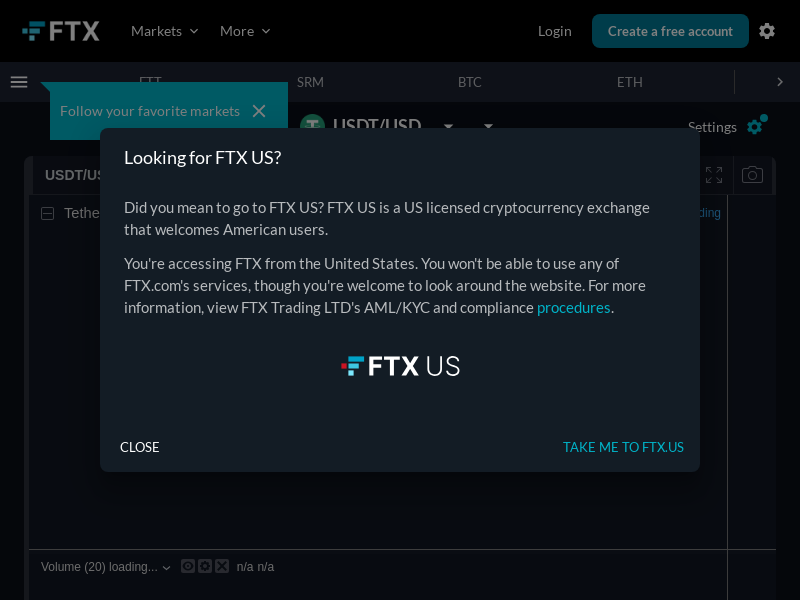 FTX Markets More Login Create a free account
FTT SRM BTC ETH
Follow your favorite markets
USDT/USD Settings
Looking for FTX US?
USDT/US
Did you mean to go to FTX US? FTX US is a US licensed cryptocurrency exchange
Tethe ding
that welcomes American users.
You're accessing FTX from the United States. You won't be able to use any of
FTX.com's services, though you're welcome to look around the website. For more
information, view FTX Trading LTD's AML/KYC and compliance procedures.
FTX US
CLOSE TAKE ME TO FTX.US
Volume (20) loading... n/a n/a